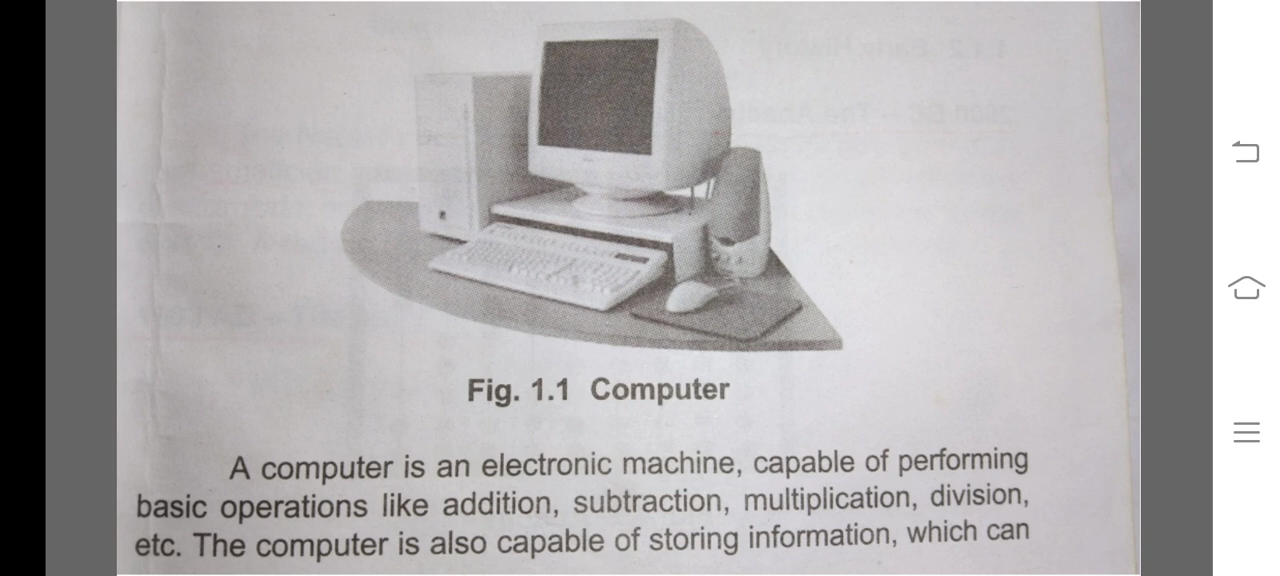 Fig. 1.1 Computer
A computer is an electronic machine, capable of performing
basic operations like addition, subtraction, multiplication, division,
etc. The computer is also capable of storing information, which can